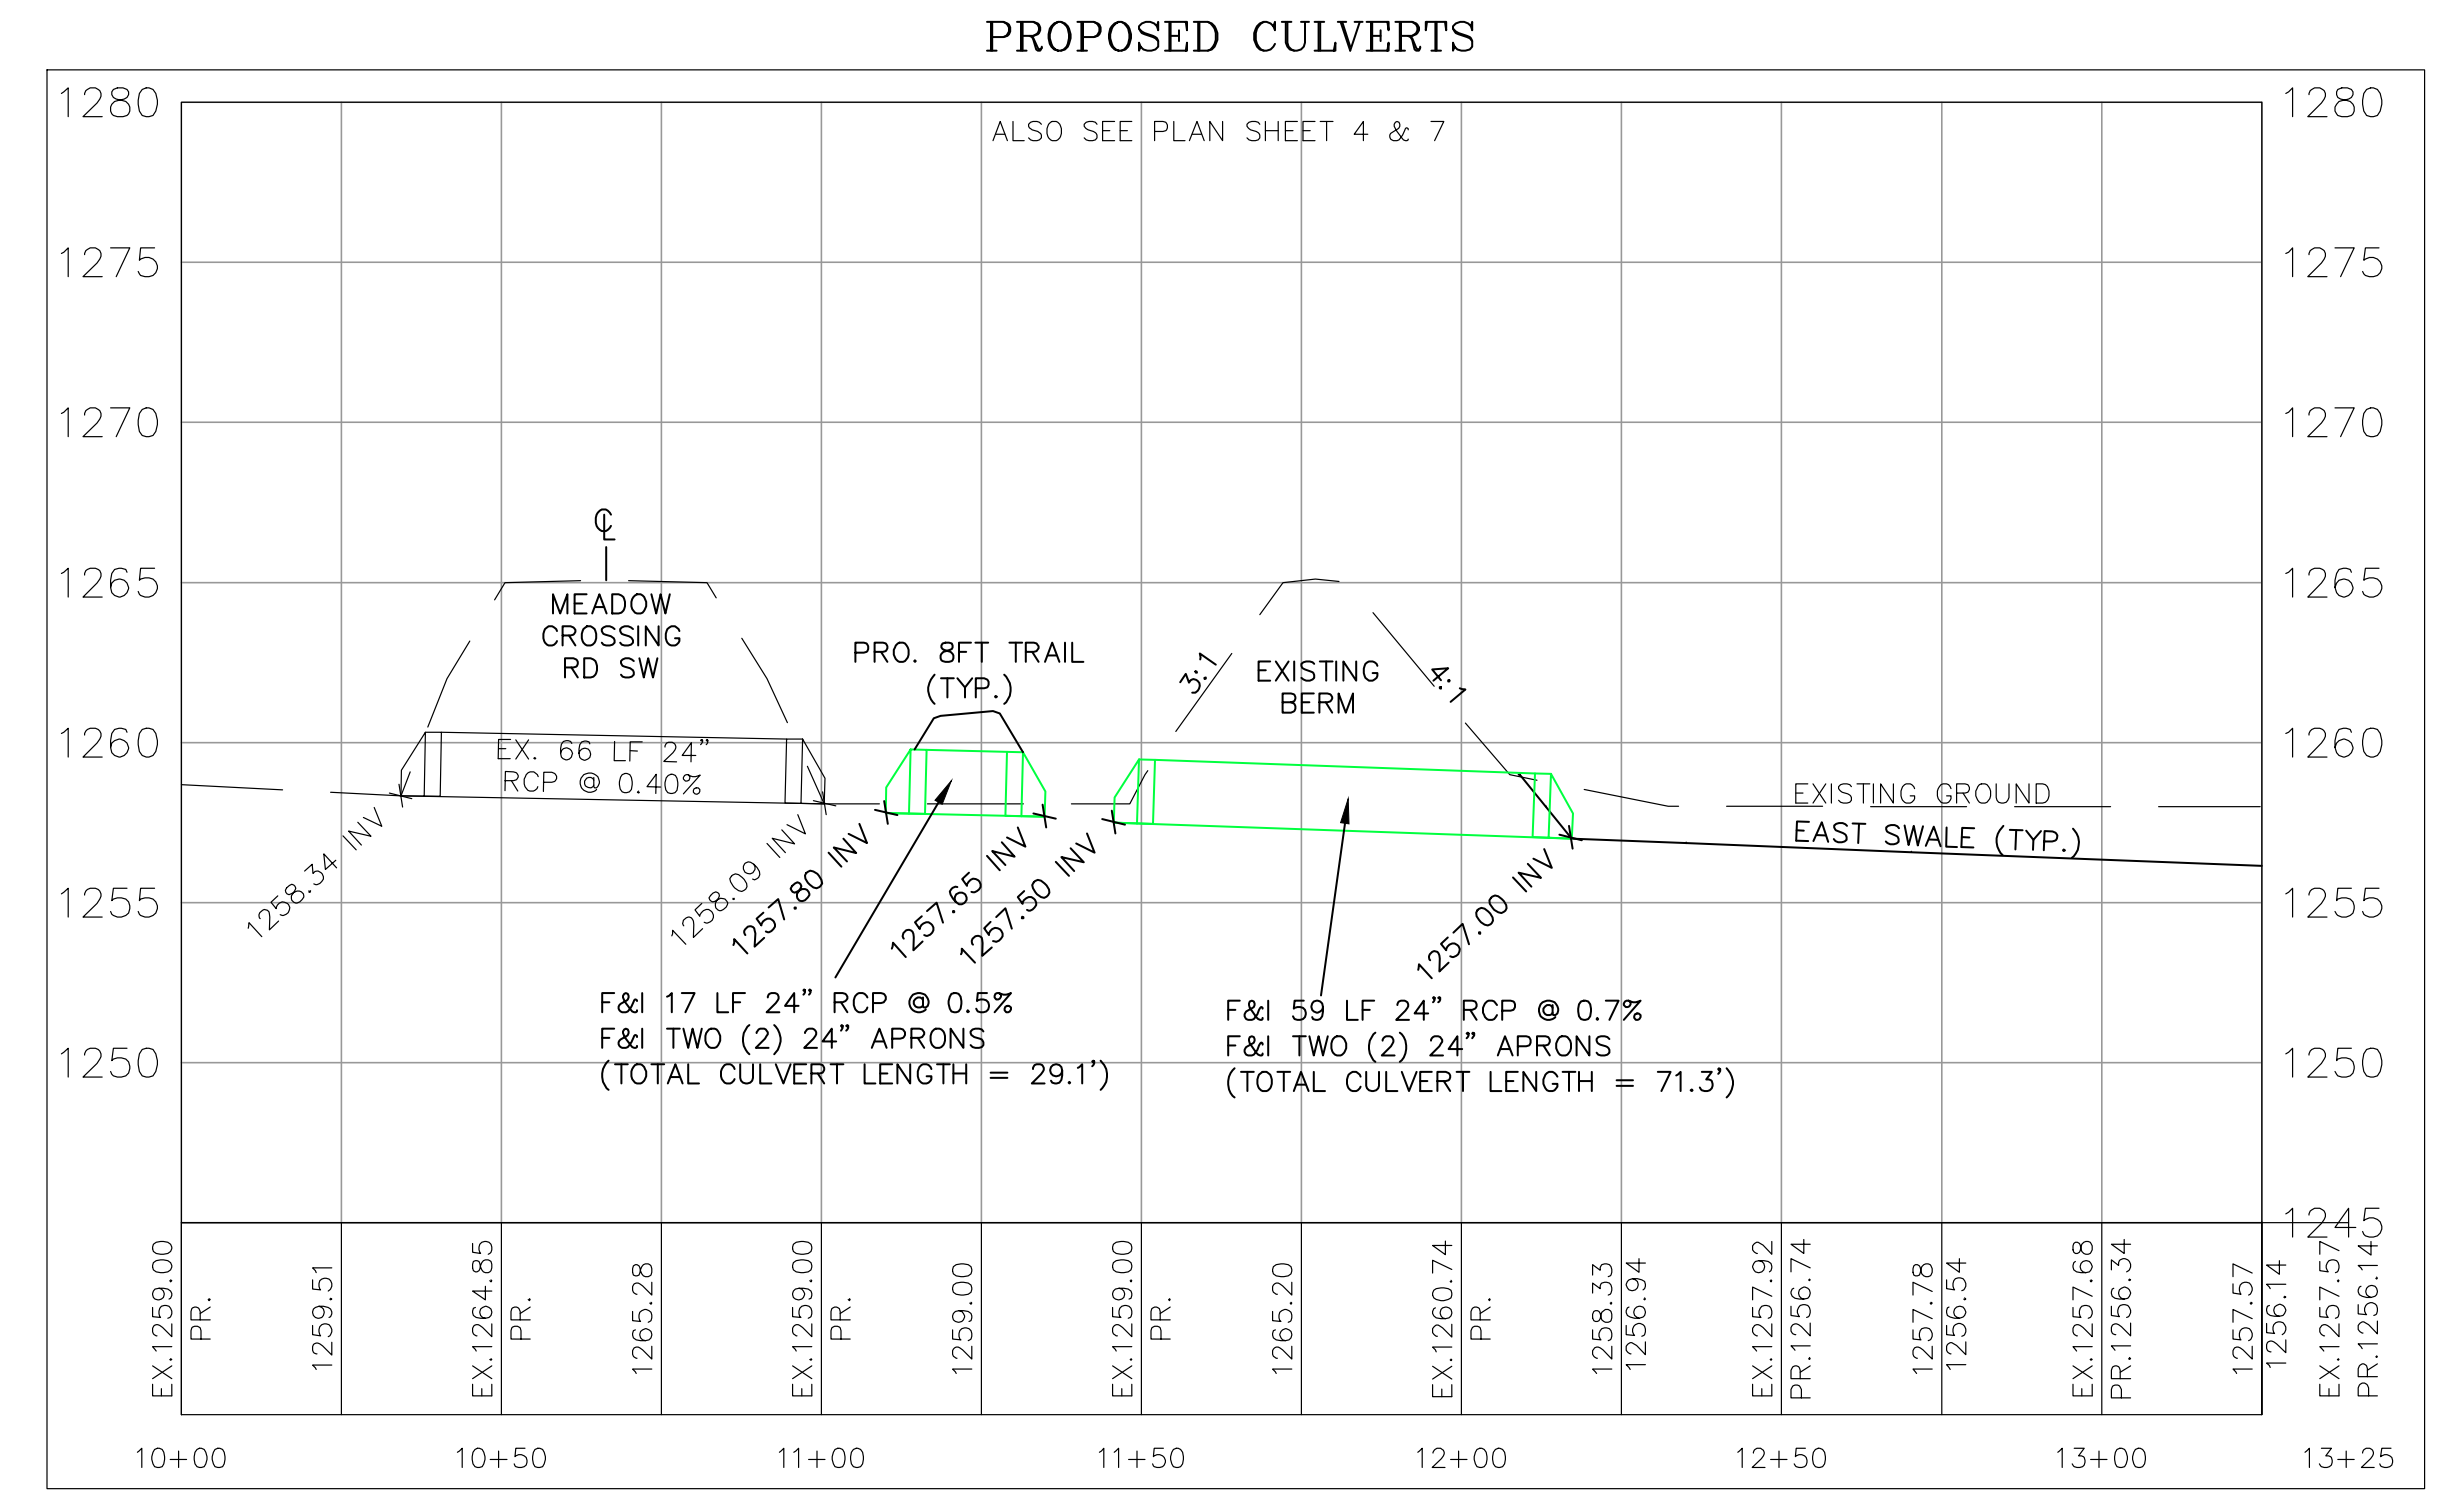 PROPOSED CULVERTS
1280
1280
ALSO SEE PLAN SHEET 4 & 7
1275
1275
1270
1270
℄
1265
1265
MEADOW
CROSSING
RD SW
PRO. 8FT TRAIL
(TYP.)
3:1
EXISTING
BERM
4:1
1260
1260
EX. 66 LF 24"
RCP @ 0.40%
EXISTING GROUND
EAST SWALE (TYP.)
1258.34 INV
1258.09 INV
1257.80 INV
1257.65 INV
1257.50 INV
1257.00 INV
1255
1255
F&I 17 LF 24" RCP @ 0.5%
F&I TWO (2) 24" APRONS
(TOTAL CULVERT LENGTH = 29.1')
F&I 59 LF 24" RCP @ 0.7%
F&I TWO (2) 24" APRONS
(TOTAL CULVERT LENGTH = 71.3')
1250
1250
1245
EX.1259.00
PR.
1259.51
EX.1264.85
PR.
1265.28
EX.1259.00
PR.
1259.00
EX.1259.00
PR.
1265.20
EX.1260.74
PR.
1258.33
1256.94
EX.1257.92
PR.1256.74
1257.78
1256.54
EX.1257.68
PR.1256.34
1257.57
1256.14
EX.1257.57
PR.1256.14
10+00
10+50
11+00
11+50
12+00
12+50
13+00
13+25